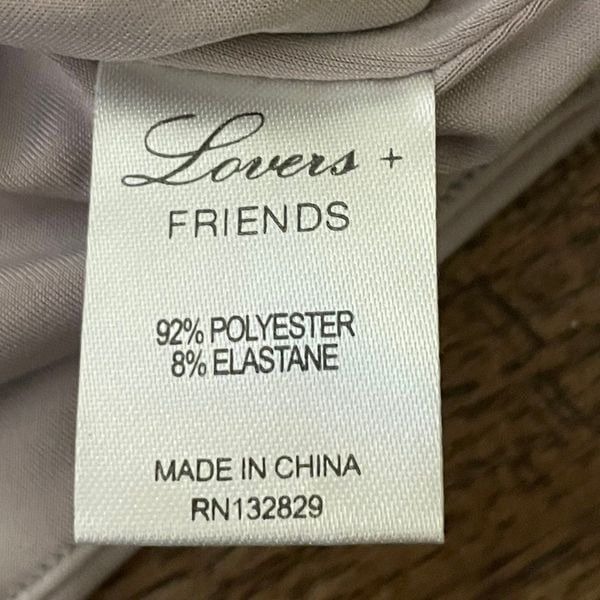 Lovers +
FRIENDS
92% POLYESTER
8% ELASTANE
MADE IN CHINA
RN132829